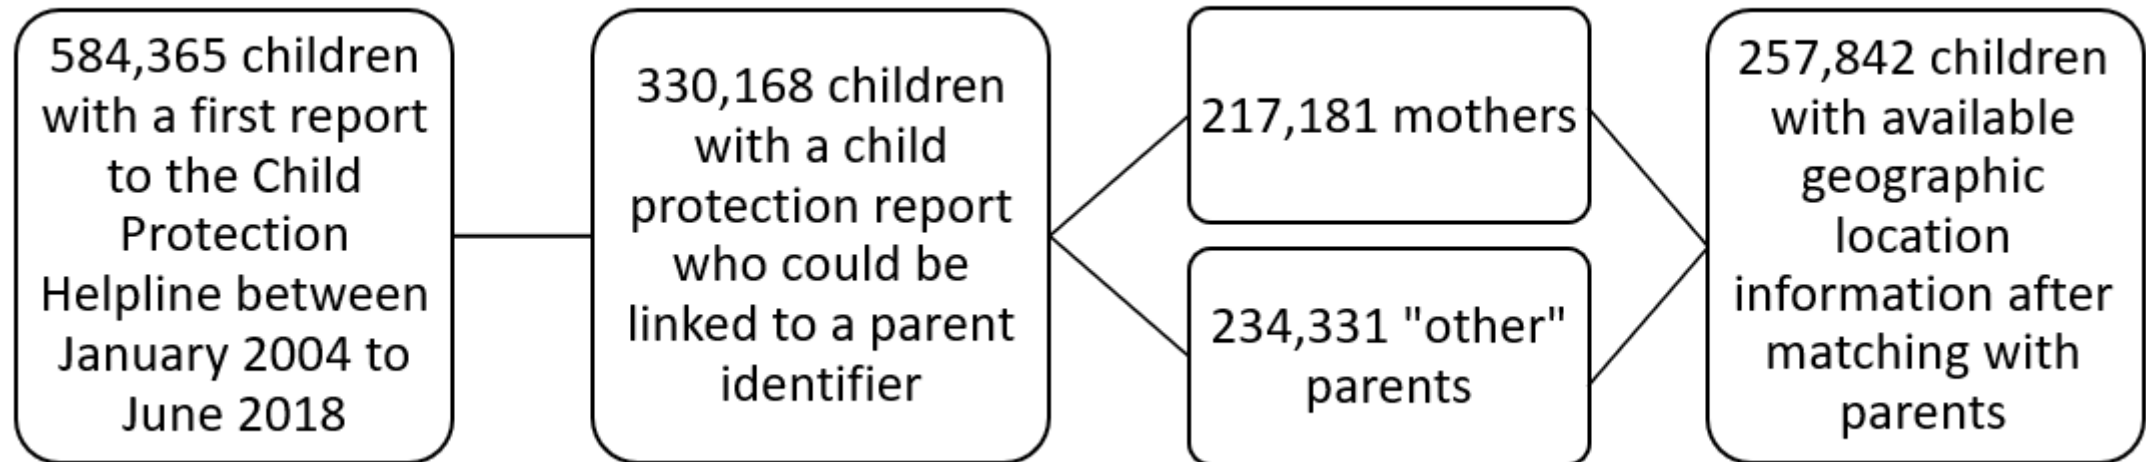 584,365 children
with a first report
to the Child
Protection
Helpline between
January 2004 to
June 2018
330,168 children
with a child
protection report
who could be
linked to a parent
identifier
217,181 mothers
234,331 "other"
parents
257,842 children
with available
geographic
location
information after
matching with
parents